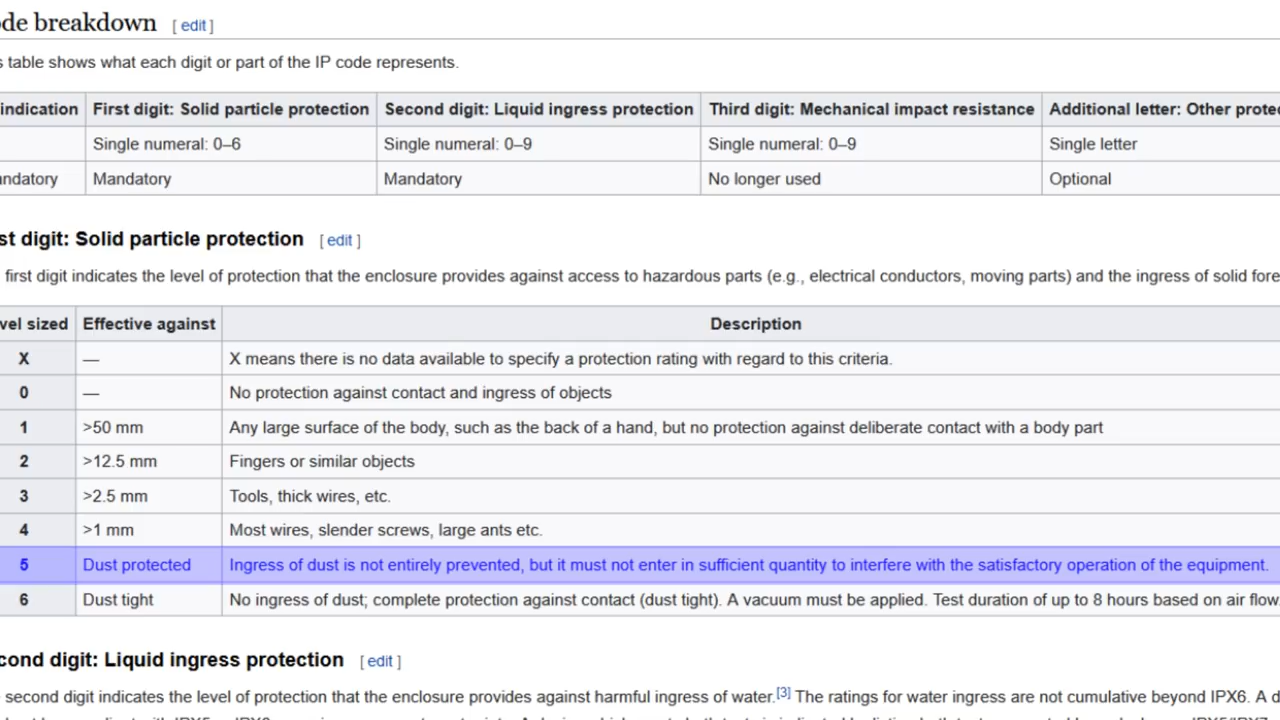 de breakdown [ edit ]
s table shows what each digit or part of the IP code represents.
indication First digit: Solid particle protection Second digit: Liquid ingress protection Third digit: Mechanical impact resistance Additional letter: Other prote
Single numeral: 0–6 Single numeral: 0–9 Single numeral: 0–9 Single letter
ndatory Mandatory Mandatory No longer used Optional
st digit: Solid particle protection [ edit ]
first digit indicates the level of protection that the enclosure provides against access to hazardous parts (e.g., electrical conductors, moving parts) and the ingress of solid fore
vel sized Effective against Description
X — X means there is no data available to specify a protection rating with regard to this criteria.
0 — No protection against contact and ingress of objects
1 >50 mm Any large surface of the body, such as the back of a hand, but no protection against deliberate contact with a body part
2 >12.5 mm Fingers or similar objects
3 >2.5 mm Tools, thick wires, etc.
4 >1 mm Most wires, slender screws, large ants etc.
5 Dust protected Ingress of dust is not entirely prevented, but it must not enter in sufficient quantity to interfere with the satisfactory operation of the equipment.
6 Dust tight No ingress of dust; complete protection against contact (dust tight). A vacuum must be applied. Test duration of up to 8 hours based on air flow.
cond digit: Liquid ingress protection [ edit ]
second digit indicates the level of protection that the enclosure provides against harmful ingress of water.[3] The ratings for water ingress are not cumulative beyond IPX6. A d